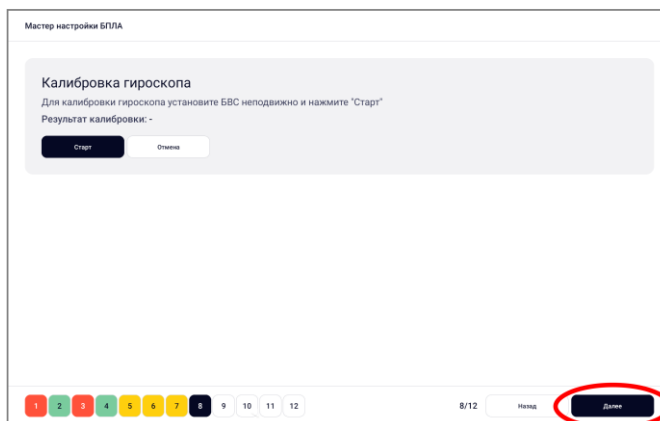 Мастер настройки БПЛА
Калибровка гироскопа
Для калибровки гироскопа установите БВС неподвижно и нажмите "Старт"
Результат калибровки: -
Старт Отмена
1 2 3 4 5 6 7 8 9 10 11 12 8/12 Назад Далее